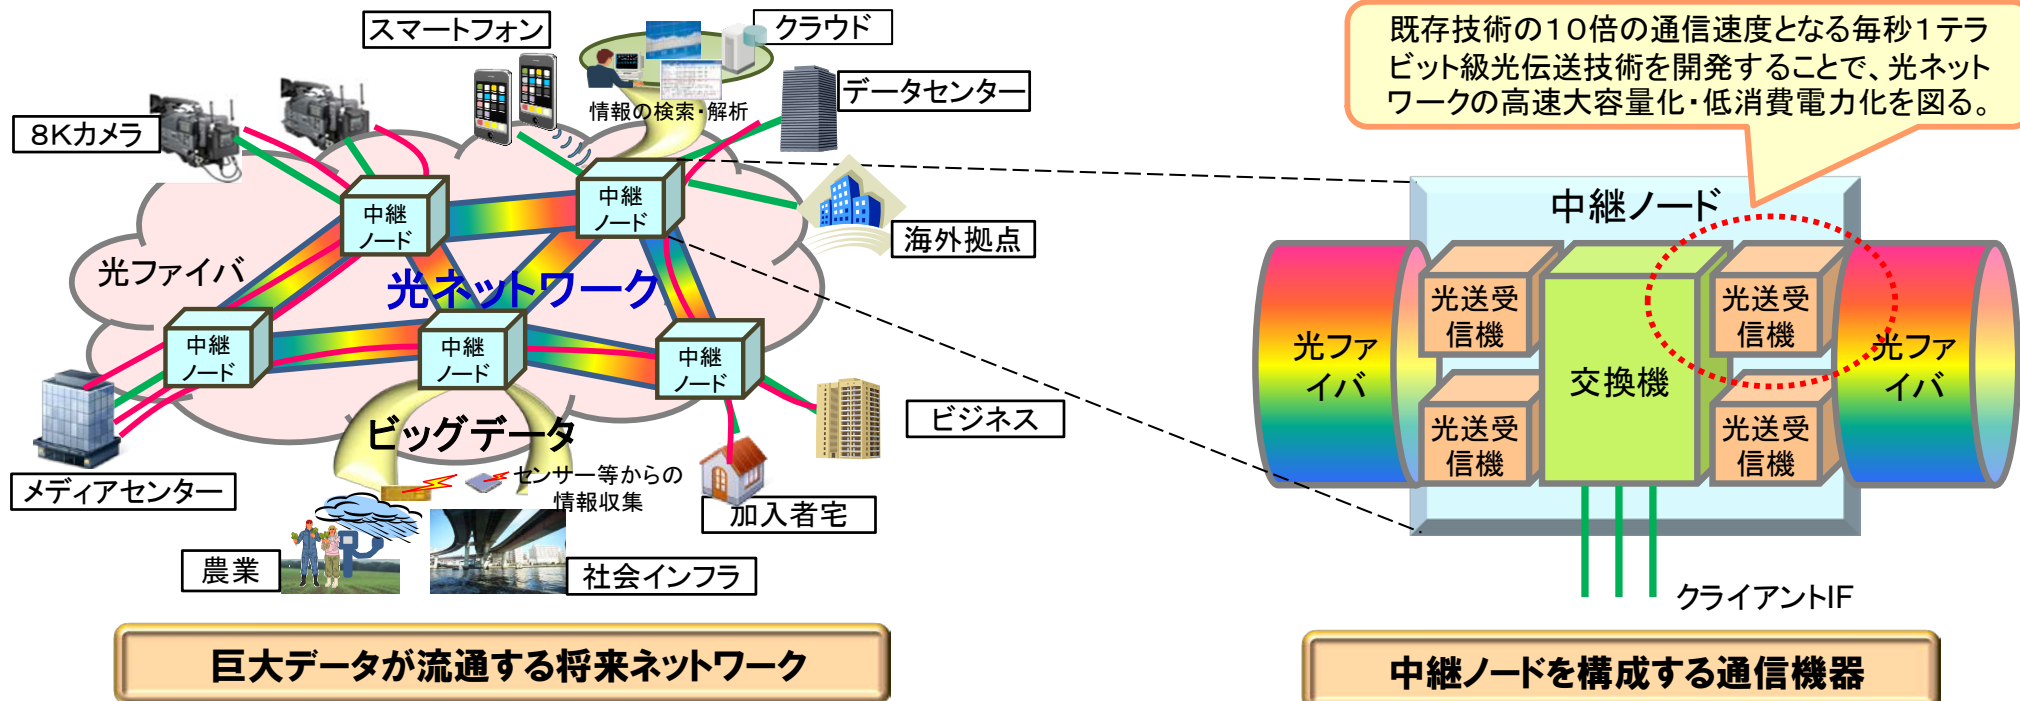 スマートフォン
クラウド
情報の検索・解析
データセンター
8Kカメラ
中継
ノード
中継
ノード
海外拠点
光ファイバ
光ネットワーク
中継
ノード
中継
ノード
中継
ノード
ビッグデータ
ビジネス
メディアセンター
センサー等からの
情報収集
加入者宅
農業
社会インフラ
巨大データが流通する将来ネットワーク
既存技術の１０倍の通信速度となる毎秒１テラ
ビット級光伝送技術を開発することで、光ネット
ワークの高速大容量化・低消費電力化を図る。
中継ノード
光送受
信機
光送受
信機
光ファ
イバ
交換機
光ファ
イバ
光送受
信機
光送受
信機
クライアントIF
中継ノードを構成する通信機器